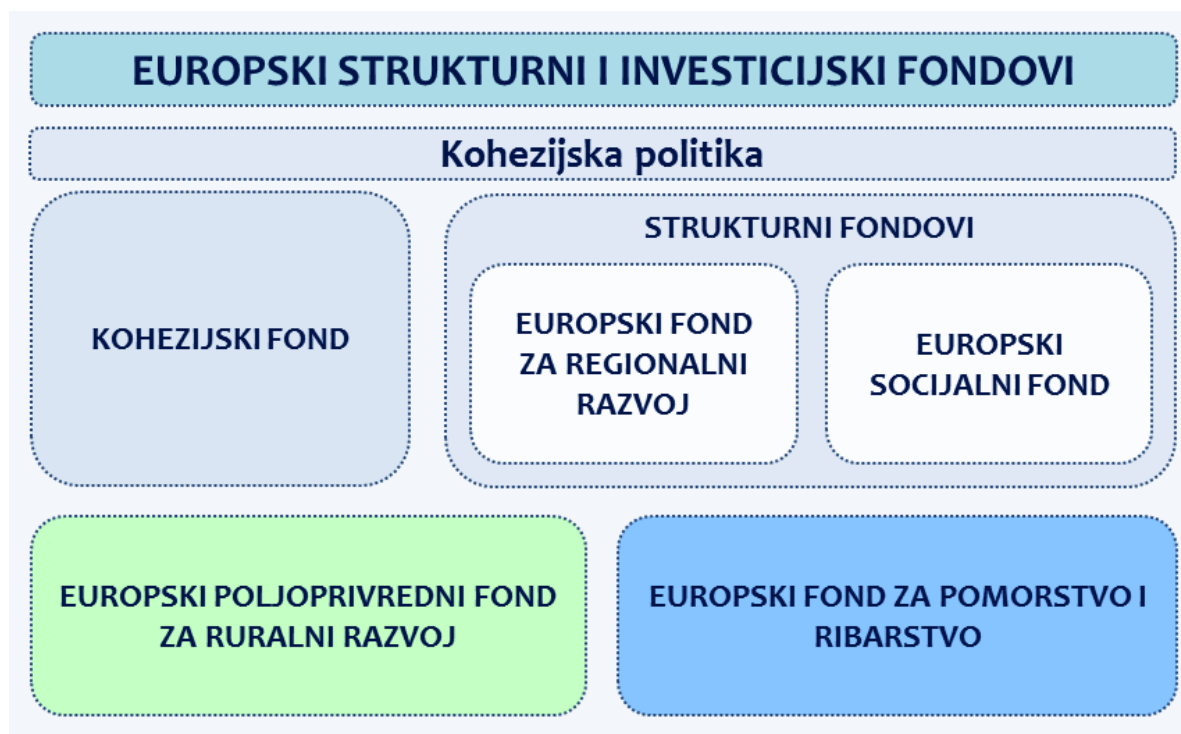 EUROPSKI STRUKTURNI I INVESTICIJSKI FONDOVI
Kohezijska politika
KOHEZIJSKI FOND
STRUKTURNI FONDOVI
EUROPSKI FOND
ZA REGIONALNI
RAZVOJ
EUROPSKI
SOCIJALNI FOND
EUROPSKI POLJOPRIVREDNI FOND
ZA RURALNI RAZVOJ
EUROPSKI FOND ZA POMORSTVO I
RIBARSTVO